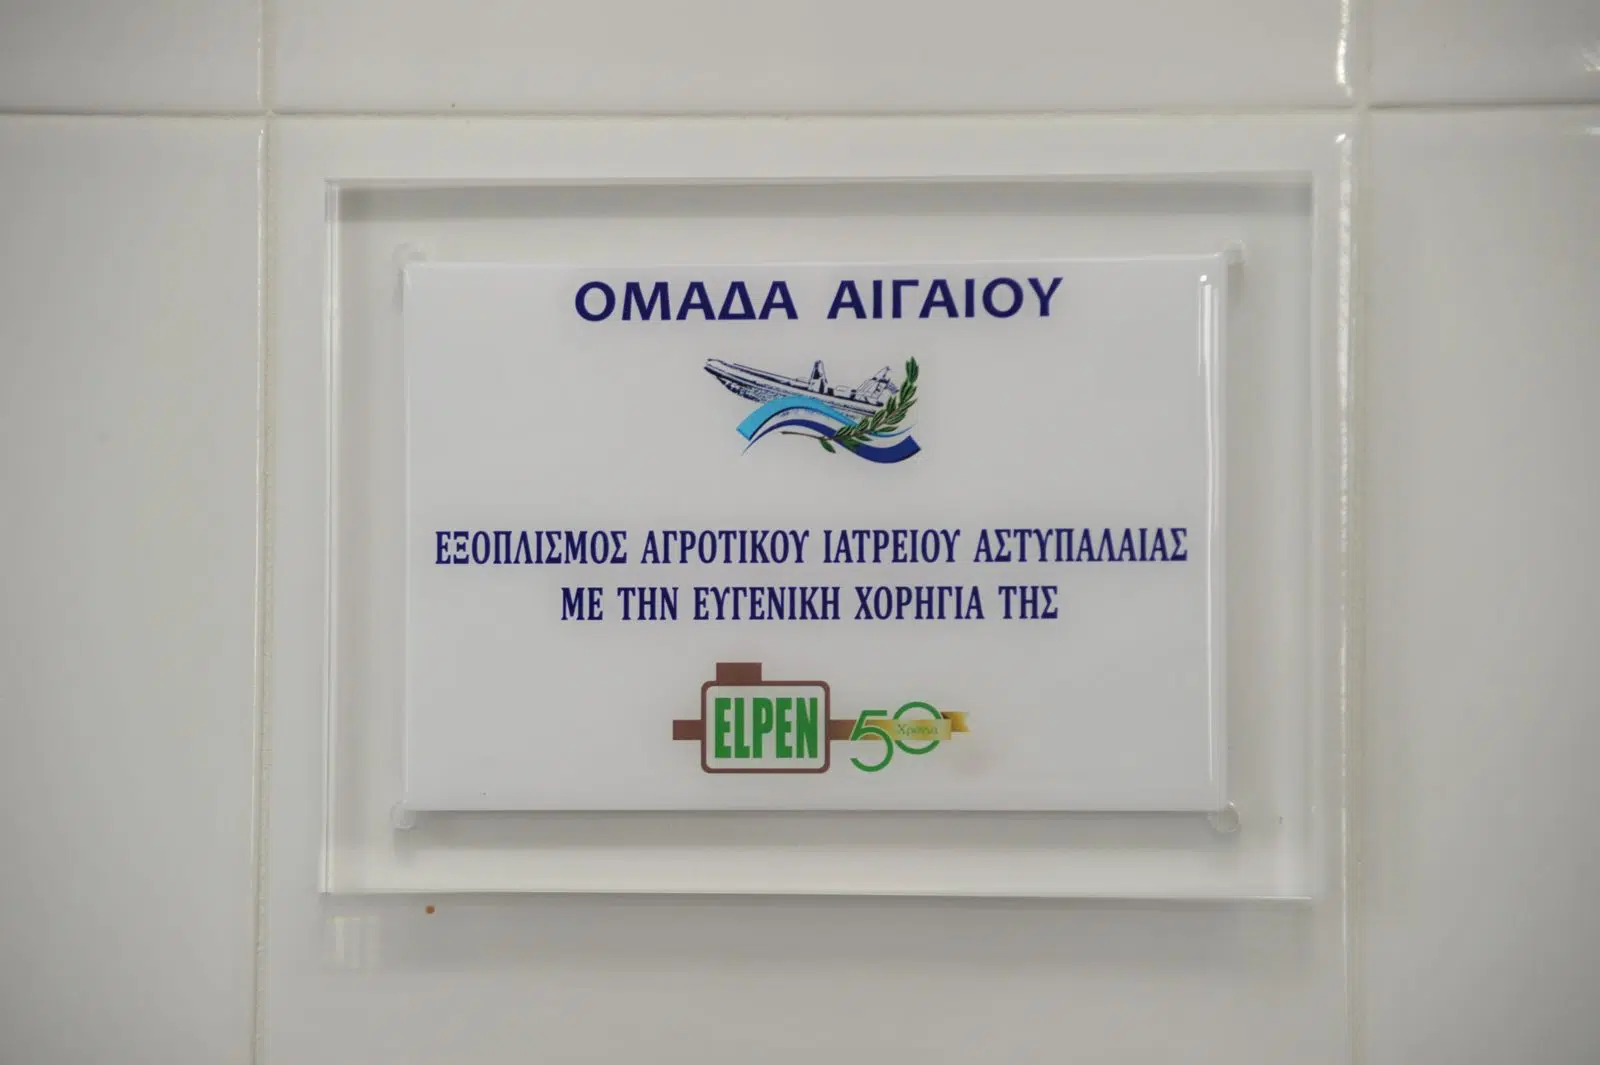 ΟΜΑΔΑ ΑΙΓΑΙΟΥ
ΕΞΟΠΛΙΣΜΟΣ ΑΓΡΟΤΙΚΟΥ ΙΑΤΡΕΙΟΥ ΑΣΤΥΠΑΛΑΙΑΣ
ΜΕ ΤΗΝ ΕΥΓΕΝΙΚΗ ΧΟΡΗΓΙΑ ΤΗΣ
ELPEN 50 Χρόνια